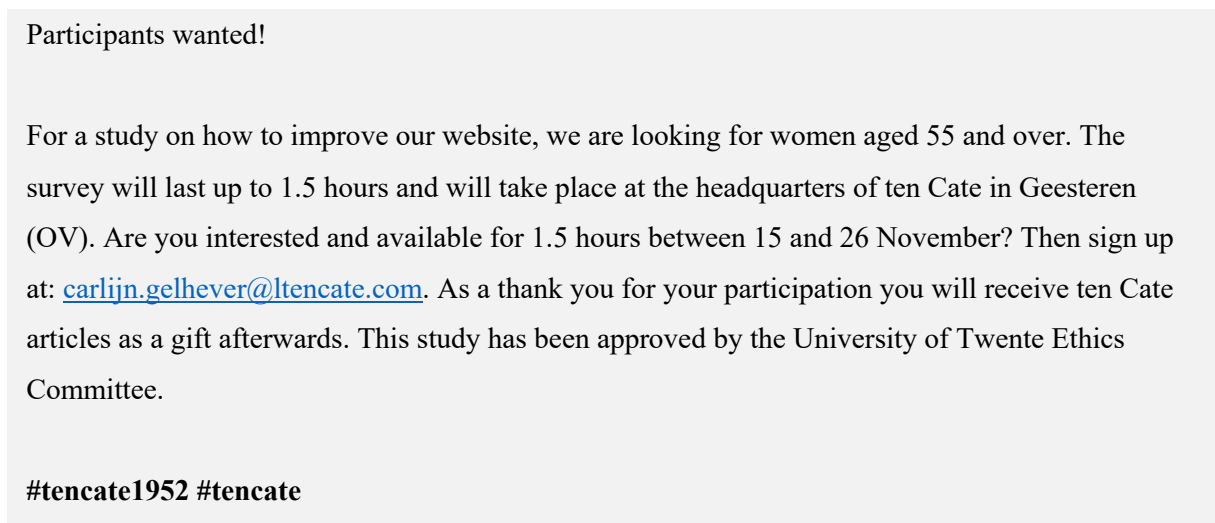 Participants wanted!
For a study on how to improve our website, we are looking for women aged 55 and over. The
survey will last up to 1.5 hours and will take place at the headquarters of ten Cate in Geesteren
(OV). Are you interested and available for 1.5 hours between 15 and 26 November? Then sign up
at: carlijn.gelhever@ltencate.com. As a thank you for your participation you will receive ten Cate
articles as a gift afterwards. This study has been approved by the University of Twente Ethics
Committee.
#tencate1952 #tencate